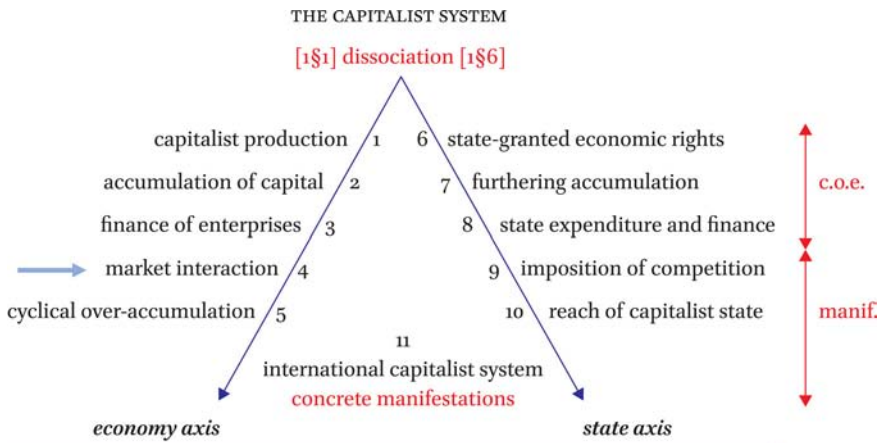 THE CAPITALIST SYSTEM
[1§1] dissociation [1§6]
capitalist production 1 6 state-granted economic rights
accumulation of capital 2 7 furthering accumulation
c.o.e.
finance of enterprises 3 8 state expenditure and finance
market interaction 4 9 imposition of competition
cyclical over-accumulation 5 10 reach of capitalist state
manif.
11
international capitalist system
concrete manifestations
economy axis state axis